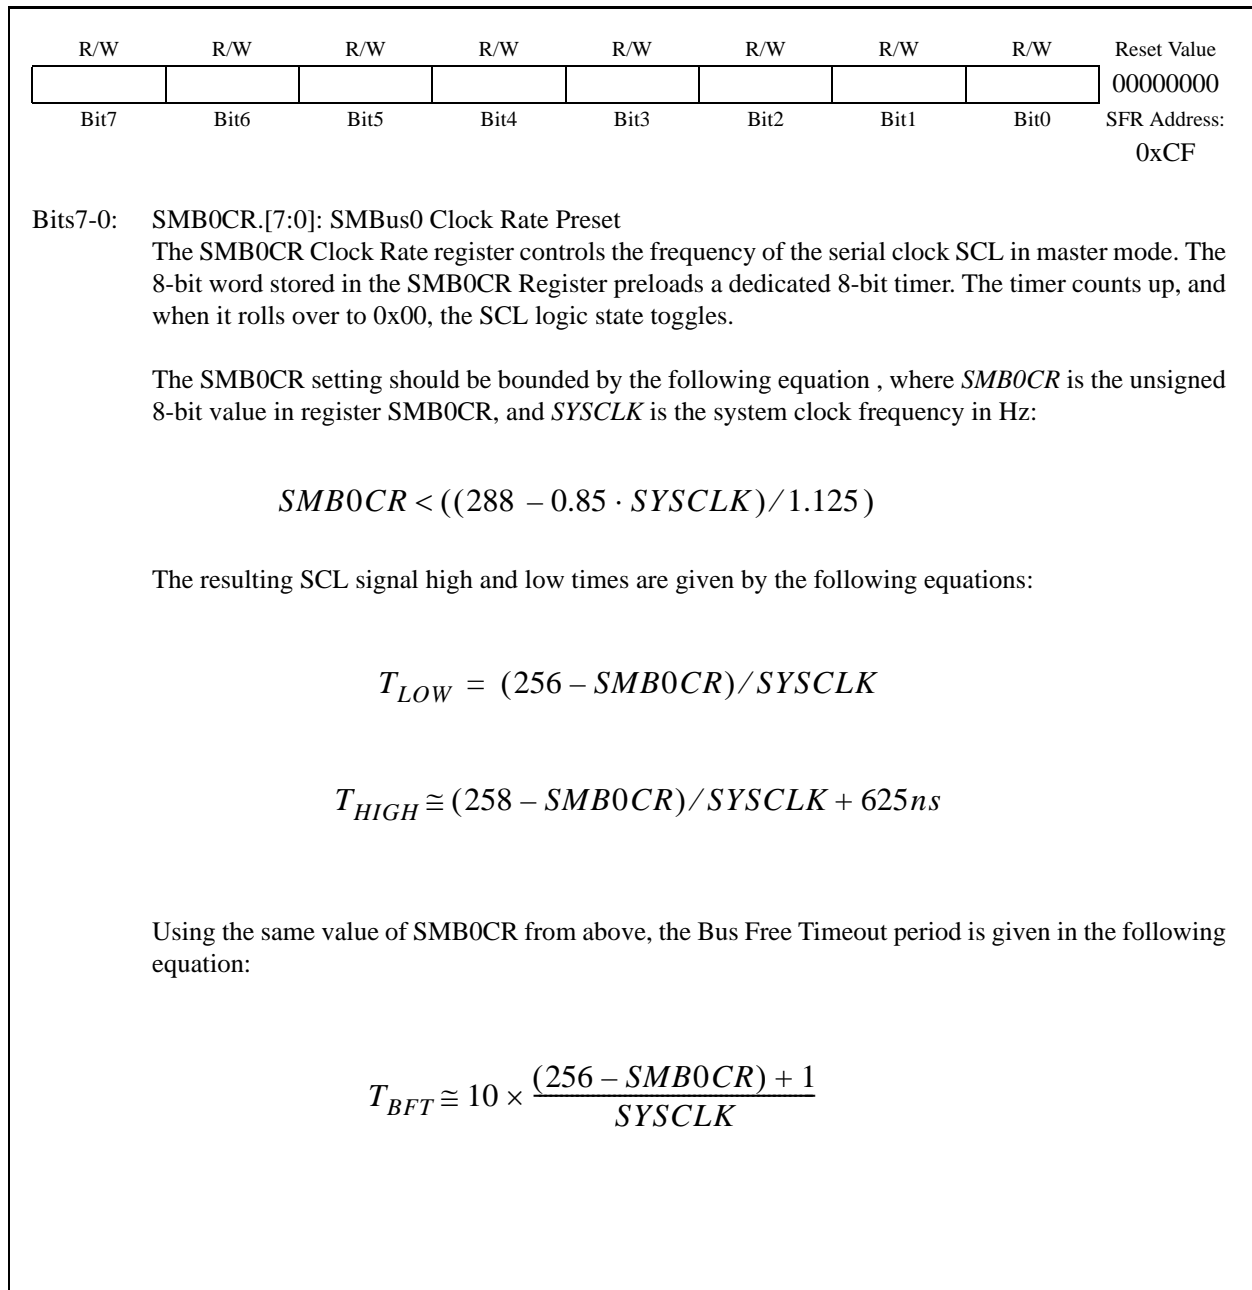 R/W R/W R/W R/W R/W R/W R/W R/W Reset Value
00000000
Bit7 Bit6 Bit5 Bit4 Bit3 Bit2 Bit1 Bit0 SFR Address:
0xCF
Bits7-0: SMB0CR.[7:0]: SMBus0 Clock Rate Preset
The SMB0CR Clock Rate register controls the frequency of the serial clock SCL in master mode. The
8-bit word stored in the SMB0CR Register preloads a dedicated 8-bit timer. The timer counts up, and
when it rolls over to 0x00, the SCL logic state toggles.
The SMB0CR setting should be bounded by the following equation , where SMB0CR is the unsigned
8-bit value in register SMB0CR, and SYSCLK is the system clock frequency in Hz:
SMB0CR < ((288 – 0.85 · SYSCLK)/1.125)
The resulting SCL signal high and low times are given by the following equations:
T_LOW = (256 – SMB0CR)/SYSCLK
T_HIGH ≅ (258 – SMB0CR)/SYSCLK + 625ns
Using the same value of SMB0CR from above, the Bus Free Timeout period is given in the following
equation:
T_BFT ≅ 10 × (256 – SMB0CR) + 1
SYSCLK